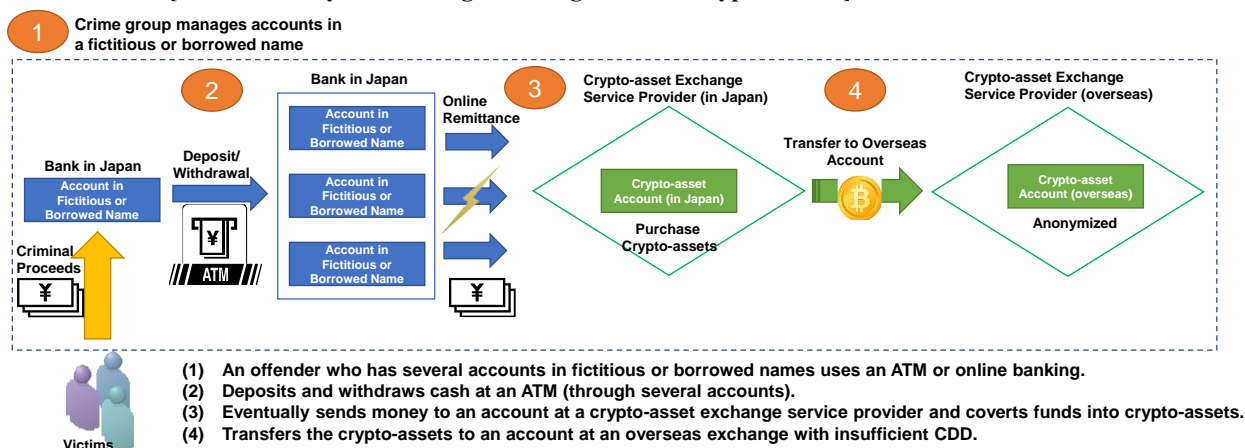 1
Crime group manages accounts in
a fictitious or borrowed name
Bank in Japan
Account in
Fictitious or
Borrowed Name
Criminal
Proceeds
¥
Victims
2
Deposit/
Withdrawal
¥
ATM
Bank in Japan
Account in
Fictitious or
Borrowed Name
Account in
Fictitious or
Borrowed Name
Account in
Fictitious or
Borrowed Name
Online
Remittance
¥
3
Crypto-asset Exchange
Service Provider (in Japan)
Crypto-asset
Account (in Japan)
Purchase
Crypto-assets
4
Transfer to Overseas
Account
B
Crypto-asset Exchange
Service Provider (overseas)
Crypto-asset
Account (overseas)
Anonymized
(1) An offender who has several accounts in fictitious or borrowed names uses an ATM or online banking.
(2) Deposits and withdraws cash at an ATM (through several accounts).
(3) Eventually sends money to an account at a crypto-asset exchange service provider and coverts funds into crypto-assets.
(4) Transfers the crypto-assets to an account at an overseas exchange with insufficient CDD.